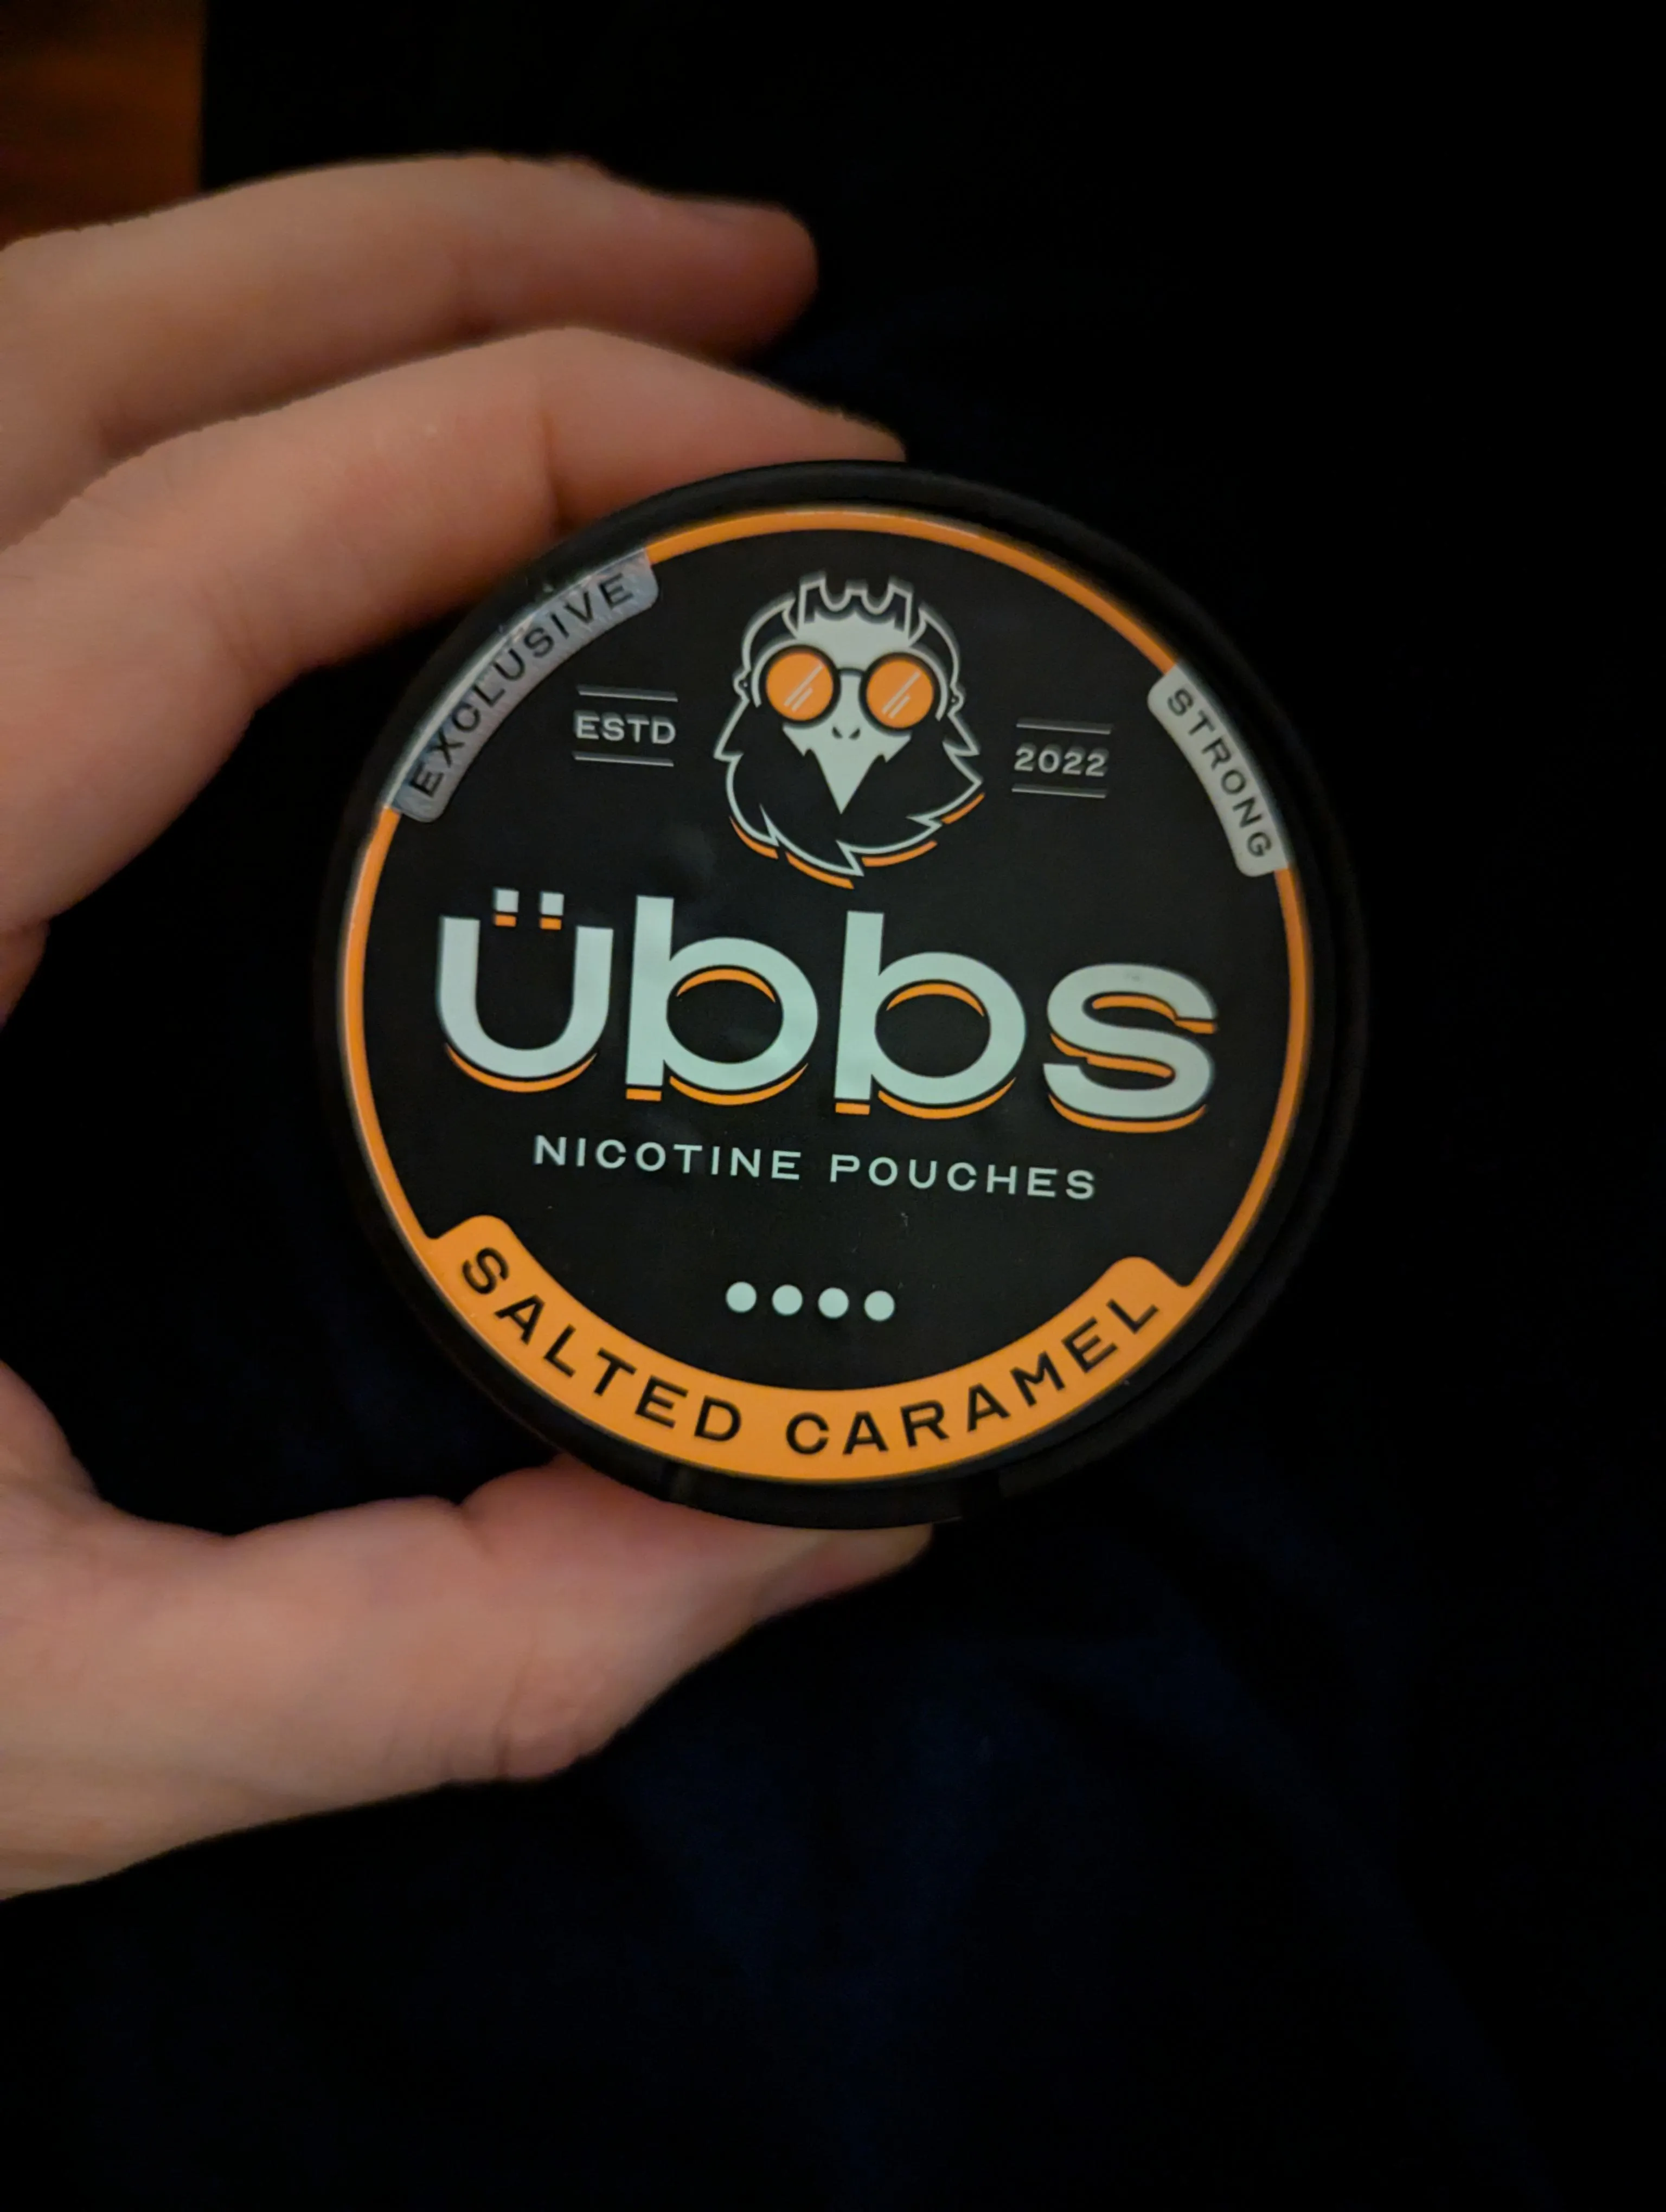 EXCLUSIVE
STRONG
ESTD
2022
übbs
NICOTINE POUCHES
SALTED CARAMEL